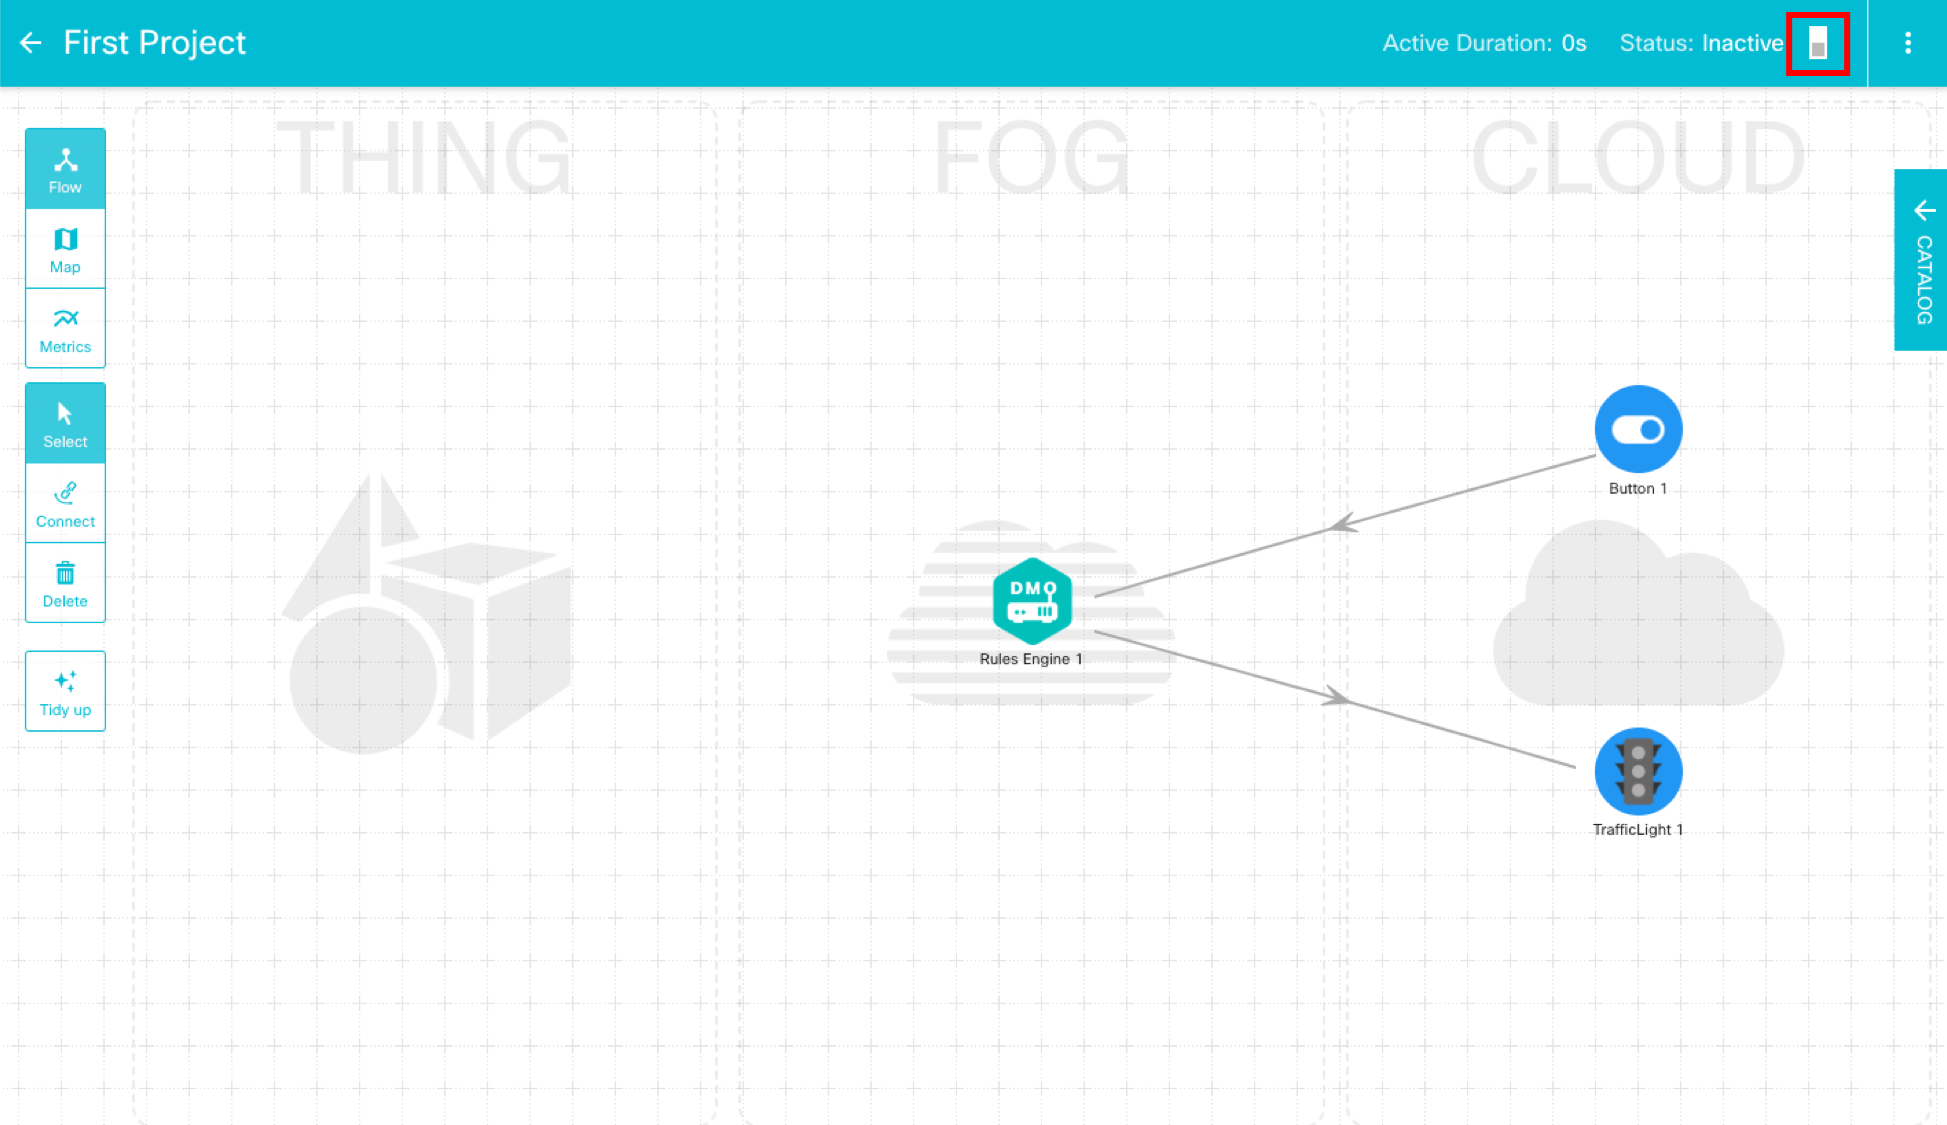 First Project
Active Duration: 0s Status: Inactive
THING FOG CLOUD
Flow
Map
Metrics
Select
Connect
Delete
Tidy up
CATALOG
Button 1
DMO
Rules Engine 1
TrafficLight 1